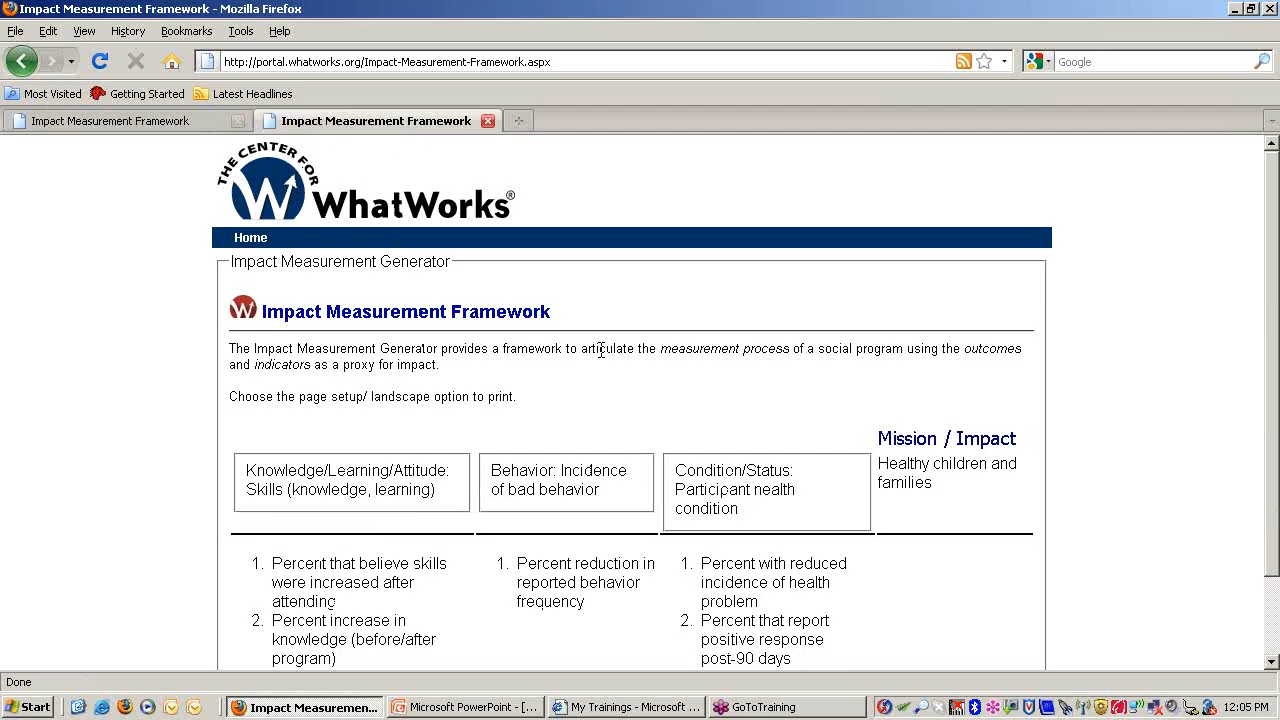 Impact Measurement Framework - Mozilla Firefox
File Edit View History Bookmarks Tools Help
http://portal.whatworks.org/Impact-Measurement-Framework.aspx
Google
Most Visited Getting Started Latest Headlines
Impact Measurement Framework Impact Measurement Framework
THE CENTER FOR
W WhatWorks®
Home
Impact Measurement Generator
W Impact Measurement Framework
The Impact Measurement Generator provides a framework to articulate the measurement process of a social program using the outcomes
and indicators as a proxy for impact.
Choose the page setup/ landscape option to print.
Mission / Impact
Healthy children and
families
Knowledge/Learning/Attitude:
Skills (knowledge, learning)
Behavior: Incidence
of bad behavior
Condition/Status:
Participant health
condition
1. Percent that believe skills
were increased after
attending
2. Percent increase in
knowledge (before/after
program)
1. Percent reduction in
reported behavior
frequency
1. Percent with reduced
incidence of health
problem
2. Percent that report
positive response
post-90 days
Done
Start Impact Measuremen... Microsoft PowerPoint - [... My Trainings - Microsoft ... GoToTraining 12:05 PM